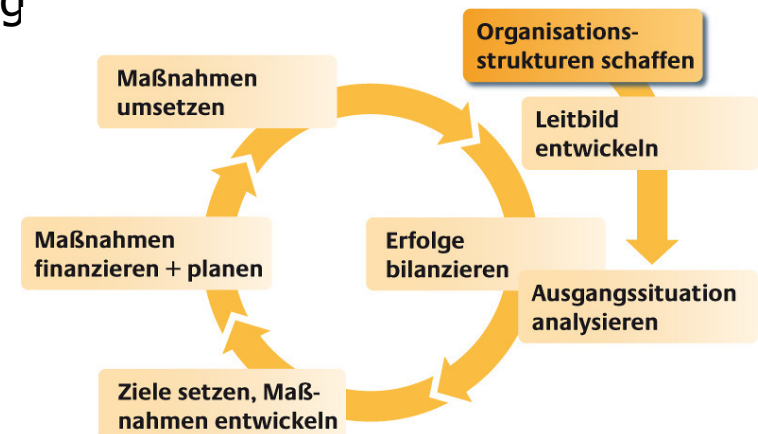 g
Organisations-
strukturen schaffen
Leitbild
entwickeln
Ausgangssituation
analysieren
Ziele setzen, Maß-
nahmen entwickeln
Maßnahmen
finanzieren + planen
Maßnahmen
umsetzen
Erfolge
bilanzieren